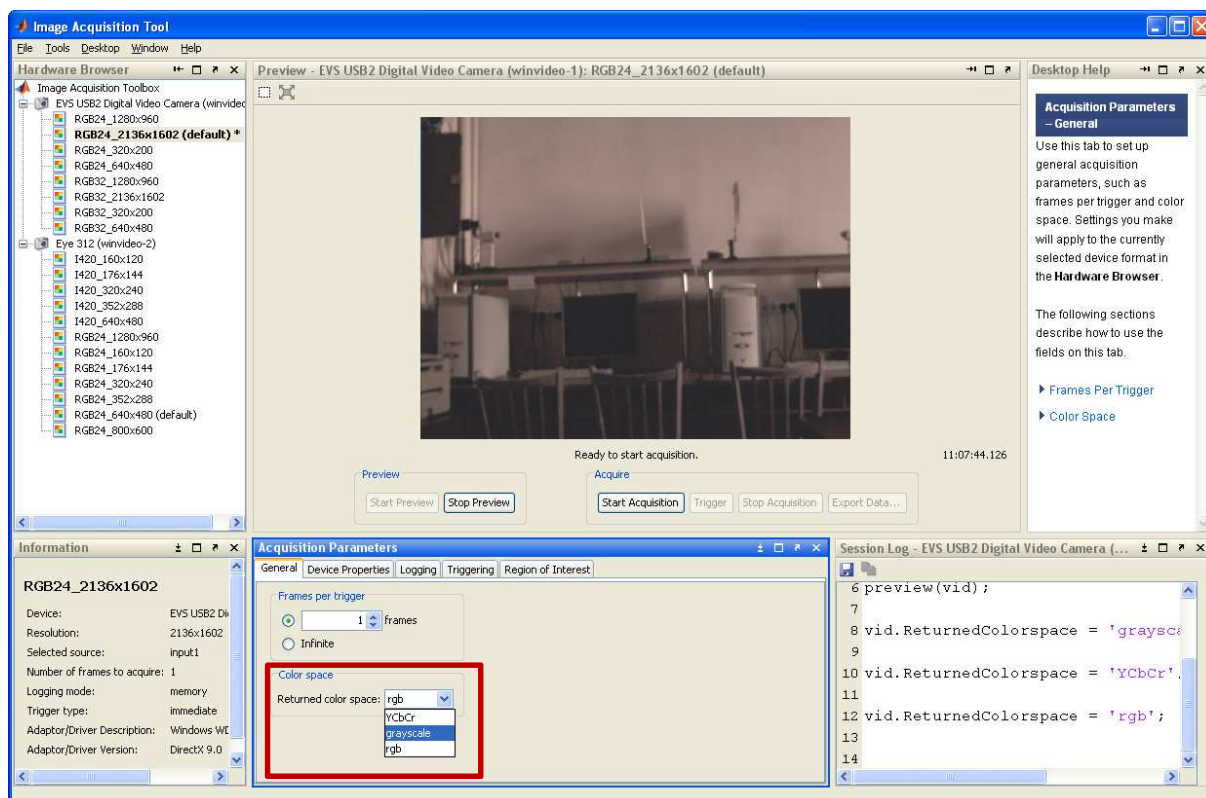 Image Acquisition Tool
File Tools Desktop Window Help
Hardware Browser
Image Acquisition Toolbox
EVS USB2 Digital Video Camera (winvidec
RGB24_1280x960
RGB24_2136x1602 (default) *
RGB24_320x200
RGB24_640x480
RGB32_1280x960
RGB32_2136x1602
RGB32_320x200
RGB32_640x480
Eye 312 (winvideo-2)
I420_160x120
I420_176x144
I420_320x240
I420_352x288
I420_640x480
RGB24_1280x960
RGB24_160x120
RGB24_176x144
RGB24_320x240
RGB24_352x288
RGB24_640x480 (default)
RGB24_800x600
Preview - EVS USB2 Digital Video Camera (winvideo-1): RGB24_2136x1602 (default)
Ready to start acquisition.
11:07:44.126
Preview
Start Preview Stop Preview
Acquire
Start Acquisition Trigger Stop Acquisition Export Data...
Desktop Help
Acquisition Parameters
– General
Use this tab to set up
general acquisition
parameters, such as
frames per trigger and color
space. Settings you make
will apply to the currently
selected device format in
the Hardware Browser.
The following sections
describe how to use the
fields on this tab.
Frames Per Trigger
Color Space
Information
RGB24_2136x1602
Device: EVS USB2 Di
Resolution: 2136x1602
Selected source: input1
Number of frames to acquire: 1
Logging mode: memory
Trigger type: immediate
Adaptor/Driver Description: Windows WD
Adaptor/Driver Version: DirectX 9.0
Acquisition Parameters
General Device Properties Logging Triggering Region of Interest
Frames per trigger
1 frames
Infinite
Color space
Returned color space: rgb
YCbCr
grayscale
rgb
Session Log - EVS USB2 Digital Video Camera (...
6 preview(vid);
7
8 vid.ReturnedColorspace = 'graysca
9
10 vid.ReturnedColorspace = 'YCbCr'
11
12 vid.ReturnedColorspace = 'rgb';
13
14